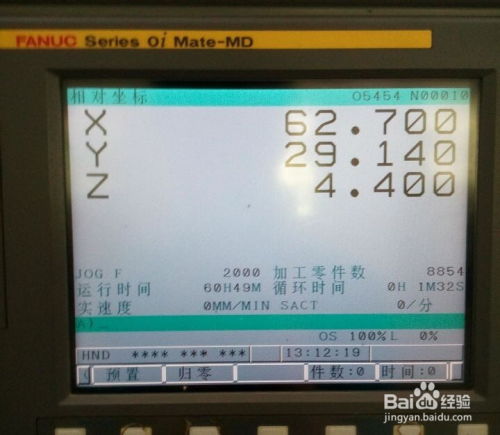 FANUC Series 0i Mate-MD
相对坐标 O5454 N00010
X 62.700
Y 29.140
Z 4.400
JOG F 2000 加工零件数 8854
运行时间 60H49M 循环时间 0H 1M32S
实速度 0MM/MIN SACT 0/分
A)_
OS 100% L 0%
HND **** *** *** 13:12:19
预置 归零 件数:0 时间:0
Baidu经验
jingyan.baidu.com